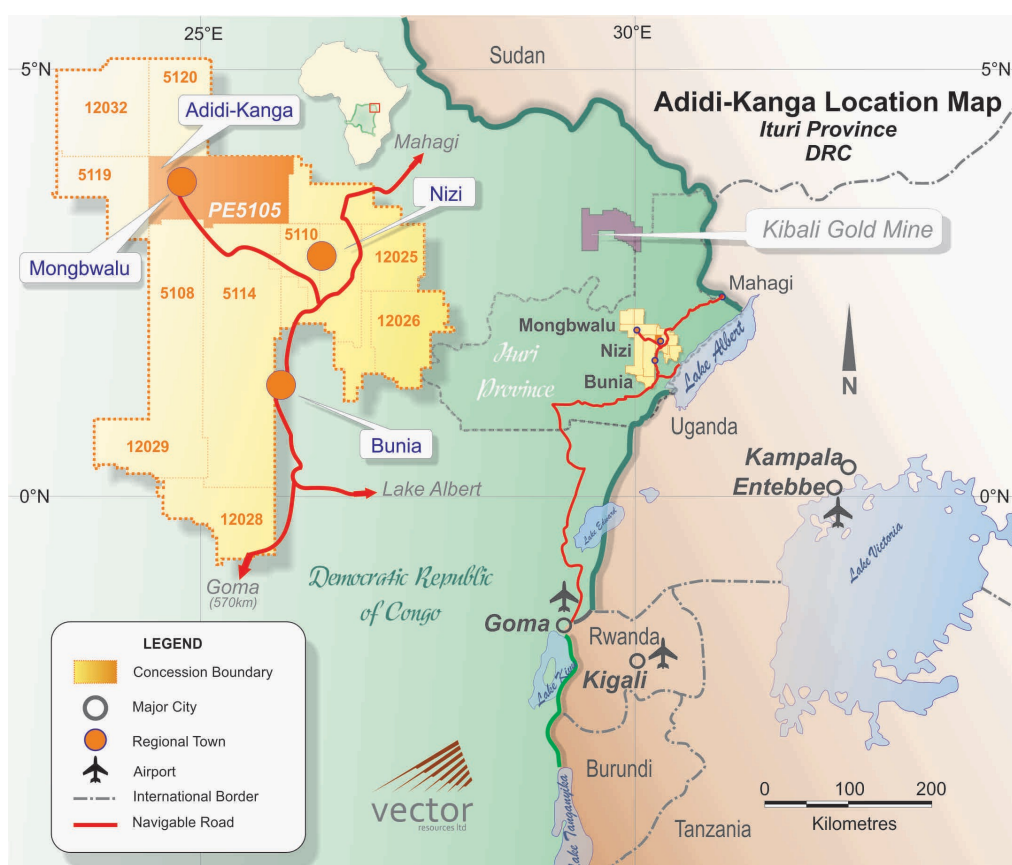 25°E
30°E
5°N
5°N
Sudan
Adidi-Kanga Location Map
Ituri Province
DRC
5120
12032
Adidi-Kanga
Mahagi
5119
PE5105
Nizi
5110
Kibali Gold Mine
Mongbwalu
12025
5108
5114
Mahagi
12026
Mongbwalu
Nizi
Bunia
Ituri
Province
Lake Albert
N
Uganda
12029
Bunia
Kampala
Entebbe
Lake Albert
0°N
0°N
12028
Lake Edward
Lake Victoria
Goma
(570km)
Democratic Republic
of Congo
Goma
Rwanda
Kigali
Lake Kivu
LEGEND
Concession Boundary
Major City
Regional Town
Airport
International Border
Navigable Road
vector
resources ltd
Burundi
Lake Tanganyika
Tanzania
0 100 200
Kilometres